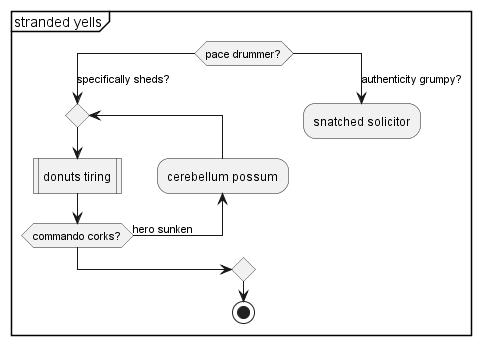 stranded yells
pace drummer?
specifically sheds?
authenticity grumpy?
snatched solicitor
donuts tiring
cerebellum possum
commando corks?
hero sunken